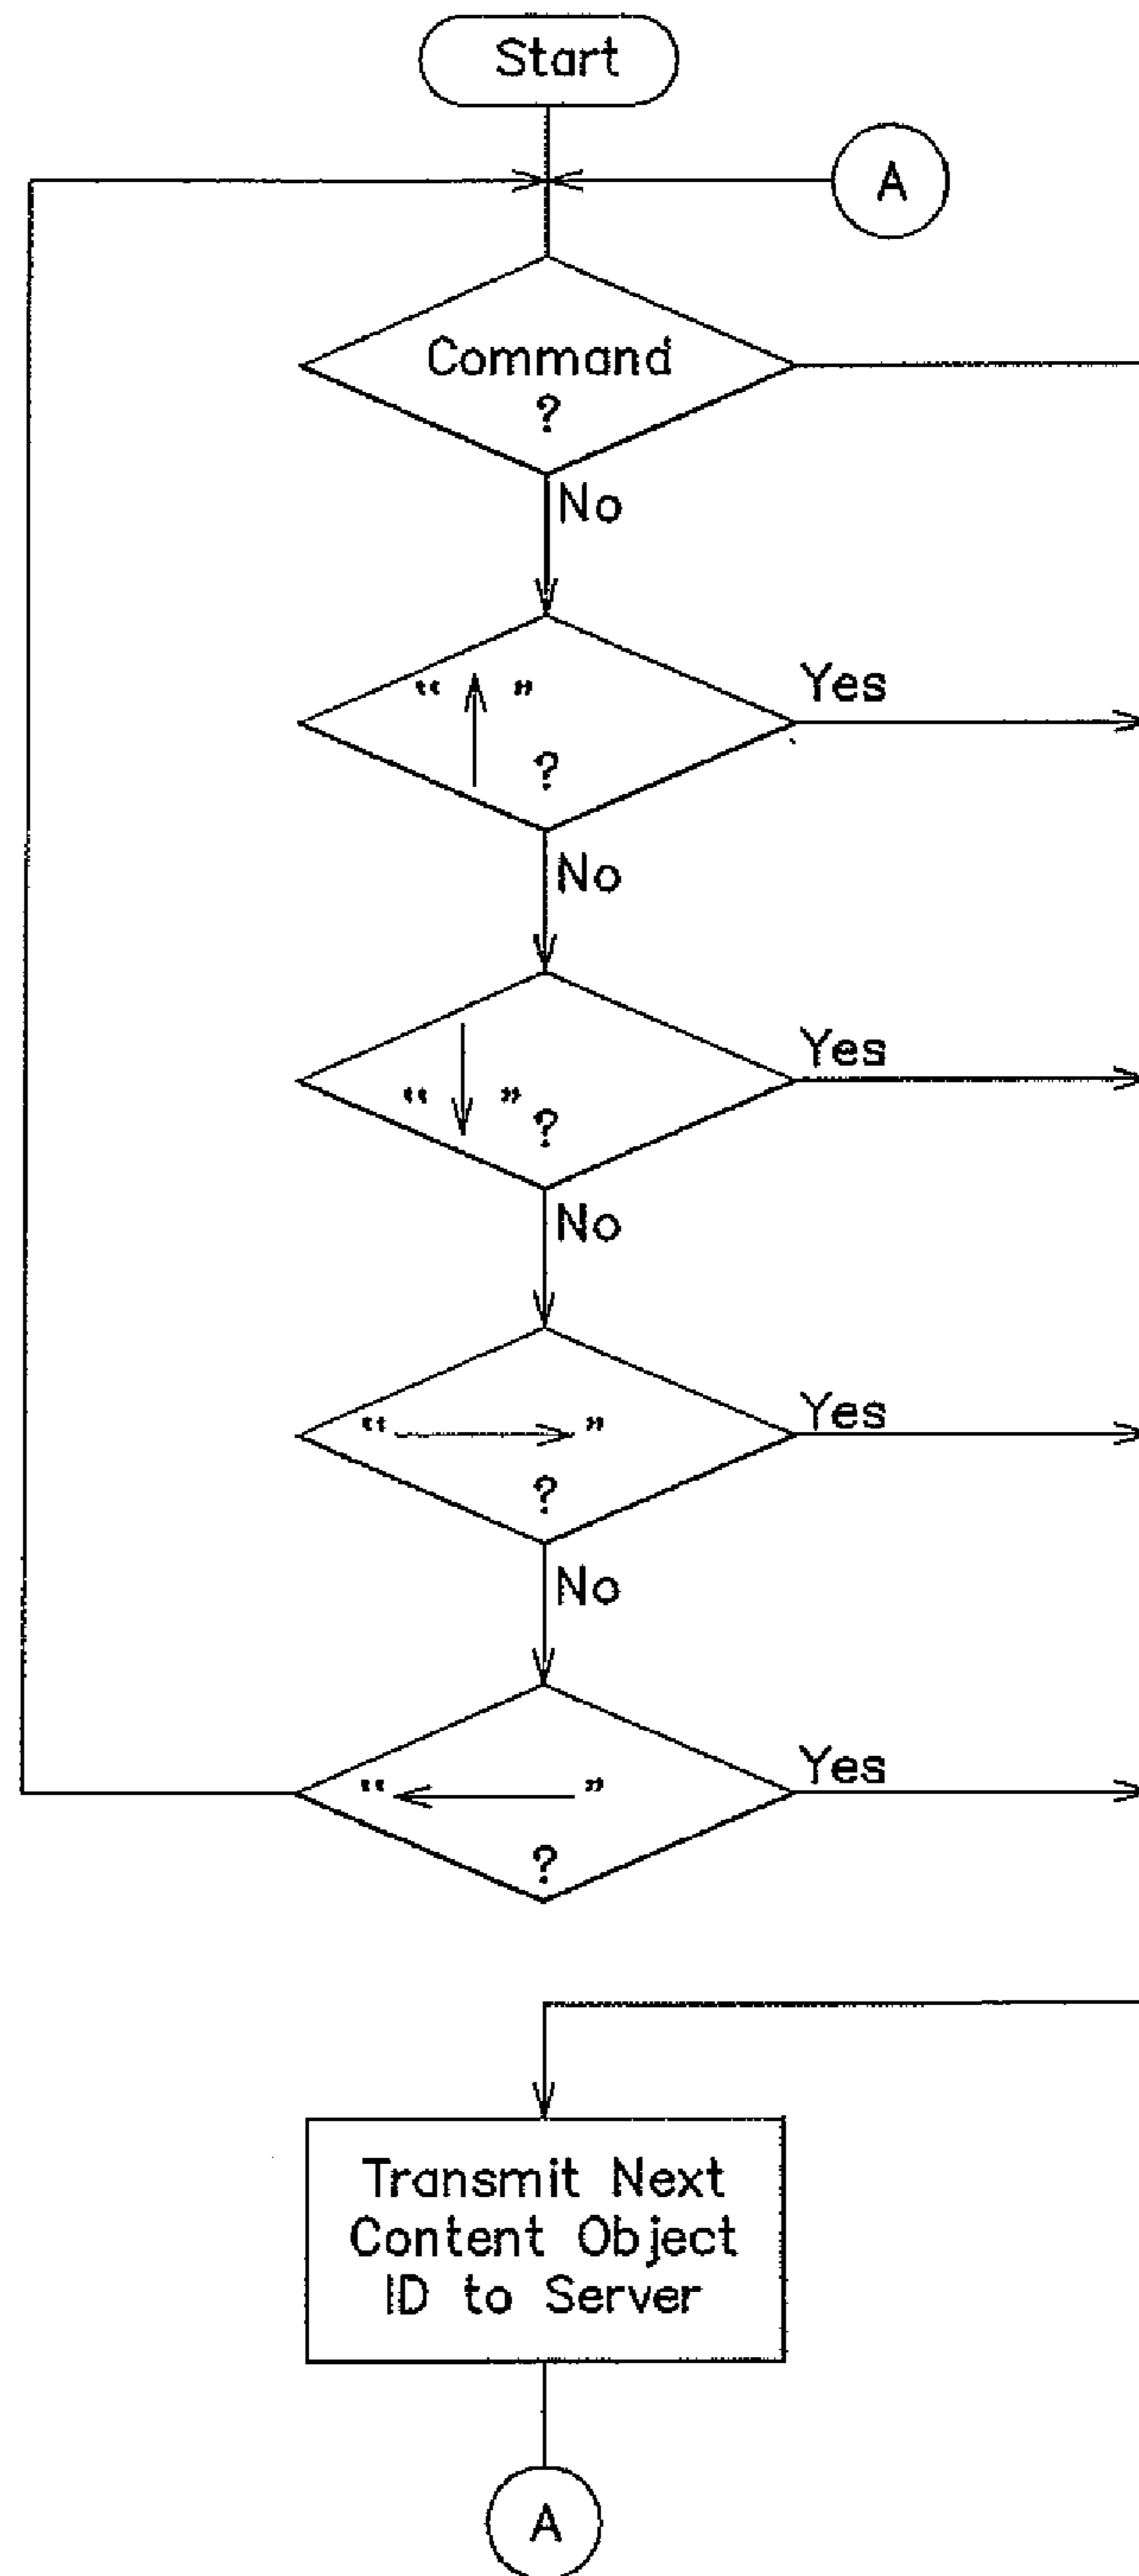 Start
A
Command
?
No
“ ↑ ”
?
Yes
No
“ ↓ ”
?
Yes
No
“ → ”
?
Yes
No
“ ← ”
?
Yes
Transmit Next
Content Object
ID to Server
A